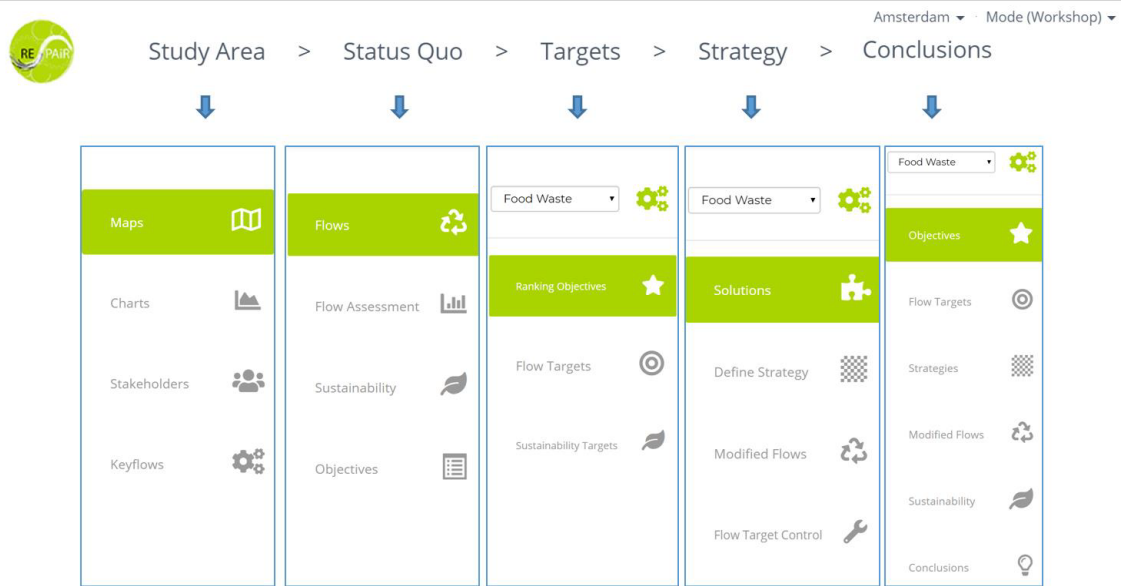 Amsterdam Mode (Workshop)
RE PAiR
Study Area > Status Quo > Targets > Strategy > Conclusions
Maps
Charts
Stakeholders
Keyflows
Flows
Flow Assessment
Sustainability
Objectives
Food Waste
Ranking Objectives
Flow Targets
Sustainability Targets
Food Waste
Solutions
Define Strategy
Modified Flows
Flow Target Control
Food Waste
Objectives
Flow Targets
Strategies
Modified Flows
Sustainability
Conclusions